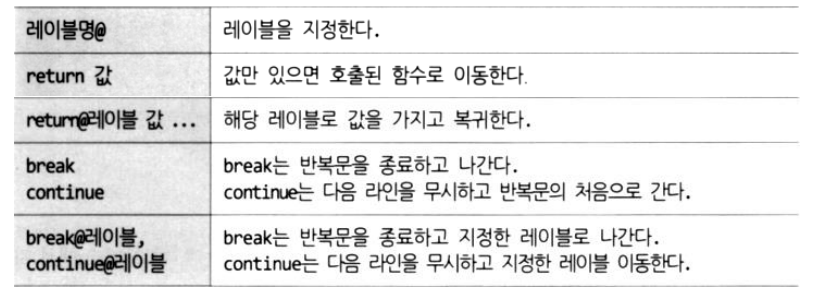 레이블명@ 레이블을 지정한다.
return 값 값만 있으면 호출된 함수로 이동한다.
return@레이블 값 ... 해당 레이블로 값을 가지고 복귀한다.
break break는 반복문을 종료하고 나간다.
continue continue는 다음 라인을 무시하고 반복문의 처음으로 간다.
break@레이블, break는 반복문을 종료하고 지정한 레이블로 나간다.
continue@레이블 continue는 다음 라인을 무시하고 지정한 레이블 이동한다.